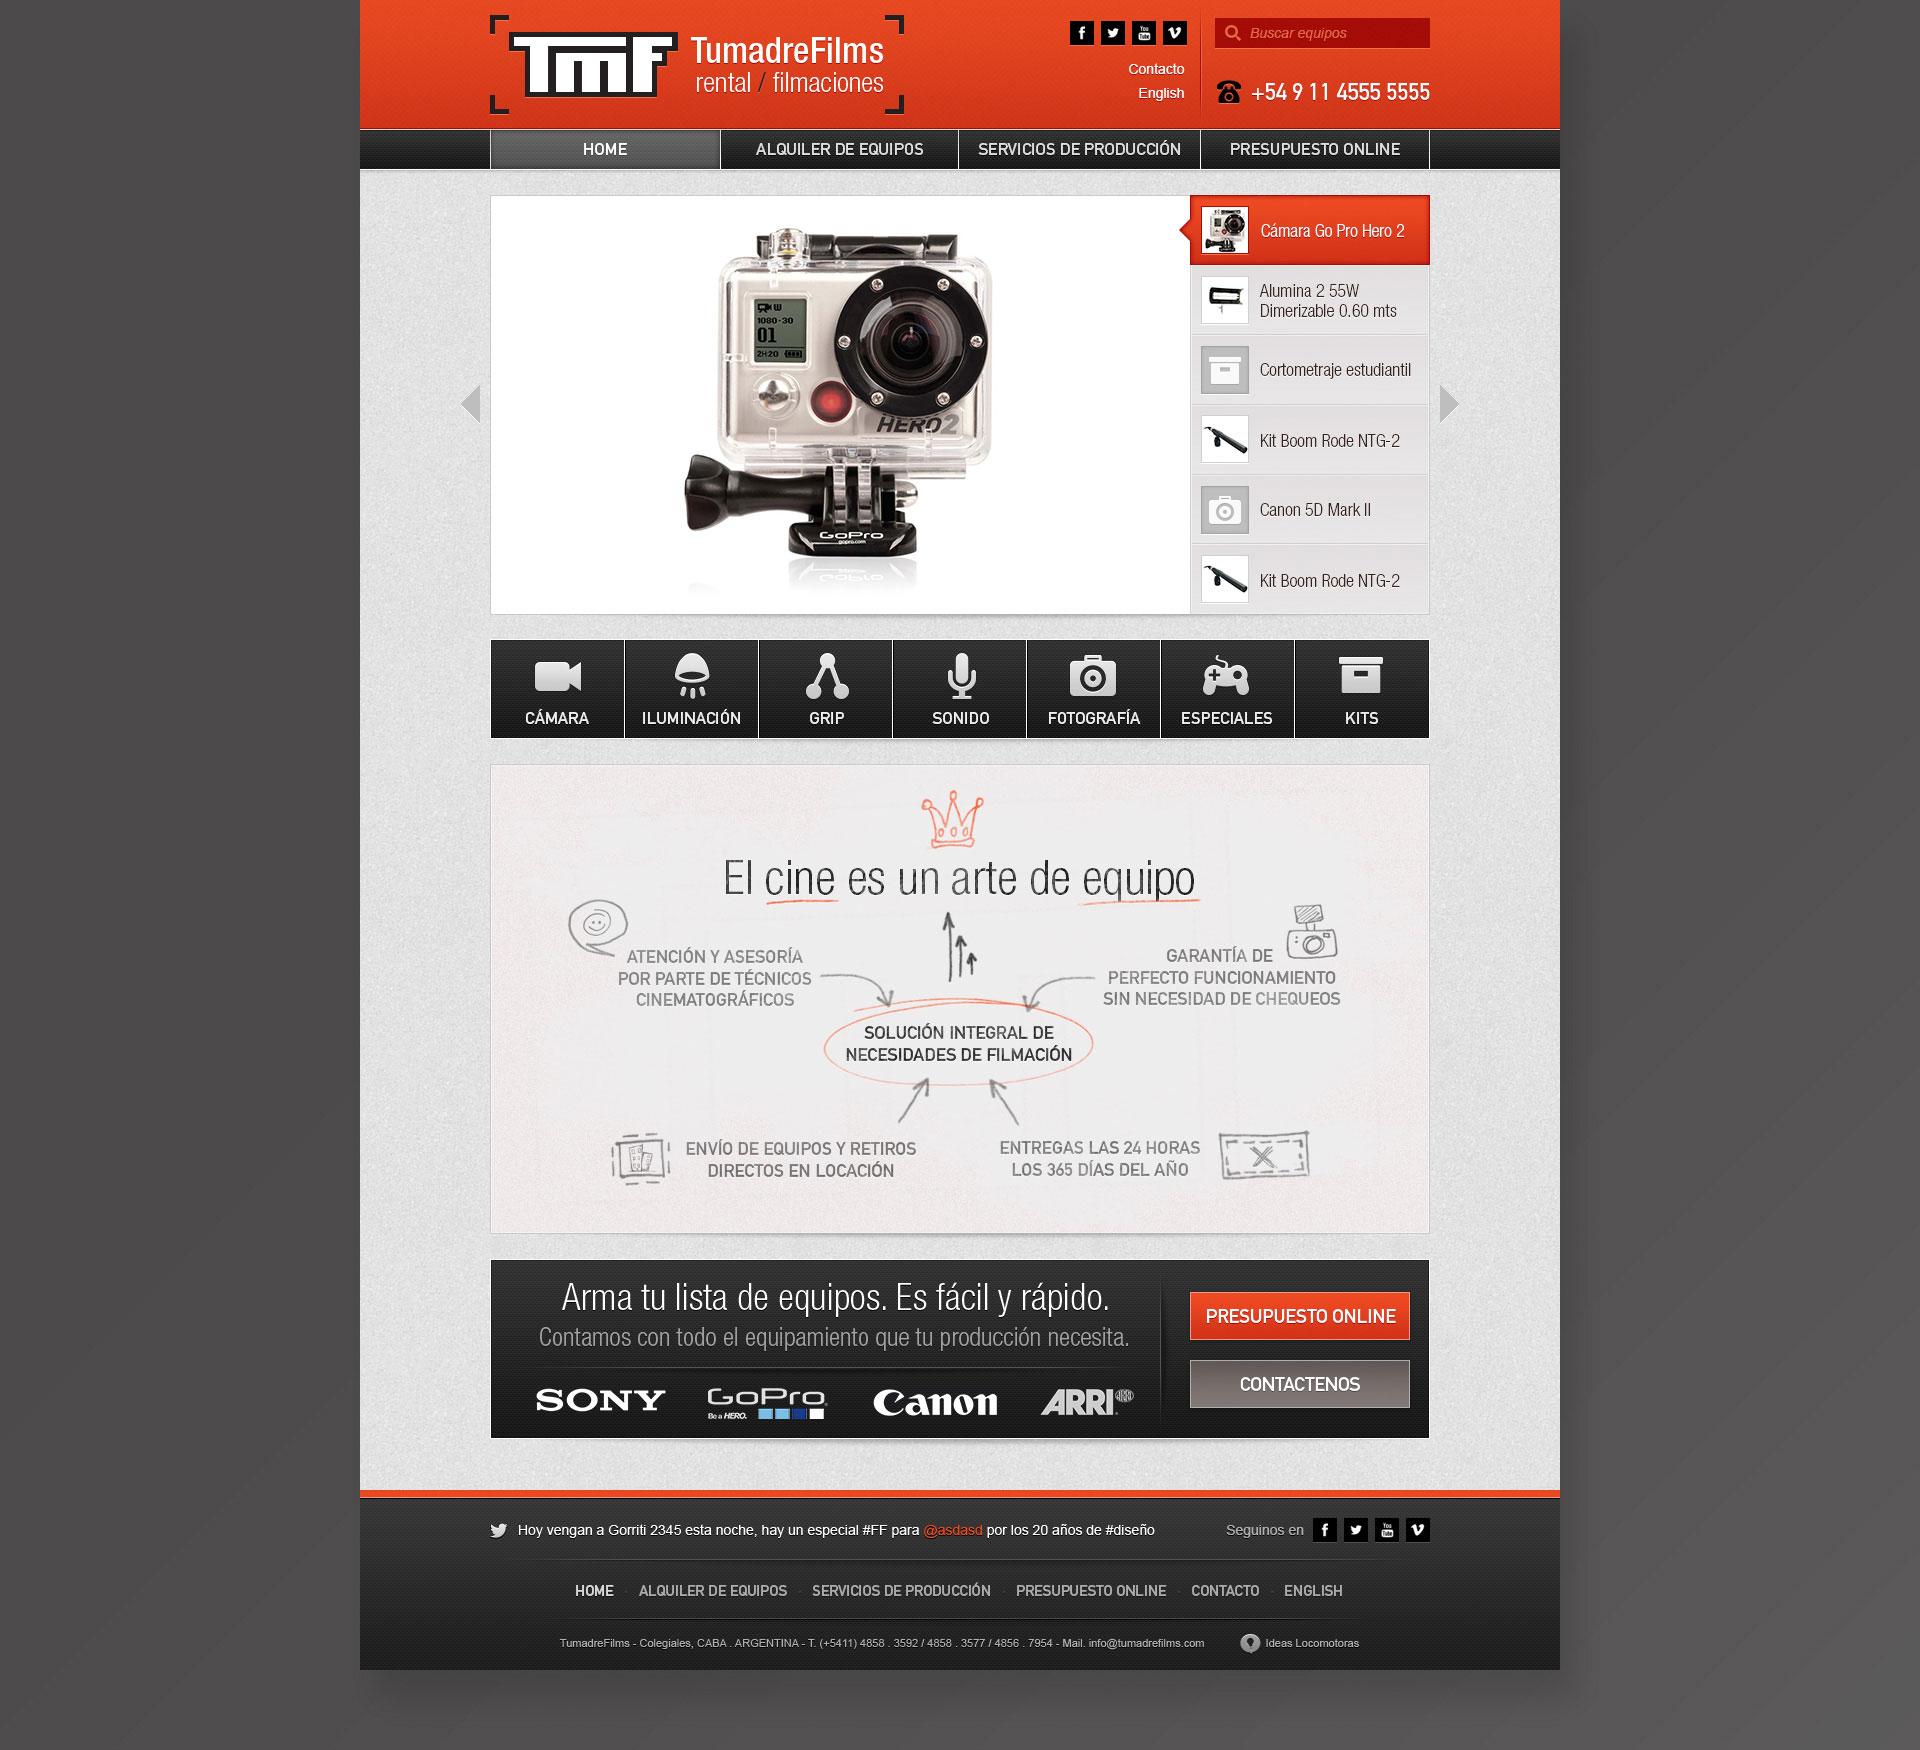 TMF
TumadreFilms
rental / filmaciones
Contacto
English
Buscar equipos
+54 9 11 4555 5555
HOME
ALQUILER DE EQUIPOS
SERVICIOS DE PRODUCCIÓN
PRESUPUESTO ONLINE
1080-30
01
2H20
HERO2
GoPro
gopro.com
Cámara Go Pro Hero 2
Alumina 2 55W
Dimerizable 0.60 mts
Cortometraje estudiantil
Kit Boom Rode NTG-2
Canon 5D Mark II
Kit Boom Rode NTG-2
CÁMARA
ILUMINACIÓN
GRIP
SONIDO
FOTOGRAFÍA
ESPECIALES
KITS
El cine es un arte de equipo
ATENCIÓN Y ASESORÍA
POR PARTE DE TÉCNICOS
CINEMATOGRÁFICOS
GARANTÍA DE
PERFECTO FUNCIONAMIENTO
SIN NECESIDAD DE CHEQUEOS
SOLUCIÓN INTEGRAL DE
NECESIDADES DE FILMACIÓN
ENVÍO DE EQUIPOS Y RETIROS
DIRECTOS EN LOCACIÓN
ENTREGAS LAS 24 HORAS
LOS 365 DÍAS DEL AÑO
Arma tu lista de equipos. Es fácil y rápido.
Contamos con todo el equipamiento que tu producción necesita.
SONY
GoPro
Be a HERO.
Canon
ARRI
PRESUPUESTO ONLINE
CONTACTENOS
Hoy vengan a Gorriti 2345 esta noche, hay un especial #FF para @asdasd por los 20 años de #diseño
Seguinos en
HOME · ALQUILER DE EQUIPOS · SERVICIOS DE PRODUCCIÓN · PRESUPUESTO ONLINE · CONTACTO · ENGLISH
TumadreFilms - Colegiales, CABA . ARGENTINA - T. (+5411) 4858 . 3592 / 4858 . 3577 / 4856 . 7954 - Mail. info@tumadrefilms.com
Ideas Locomotoras